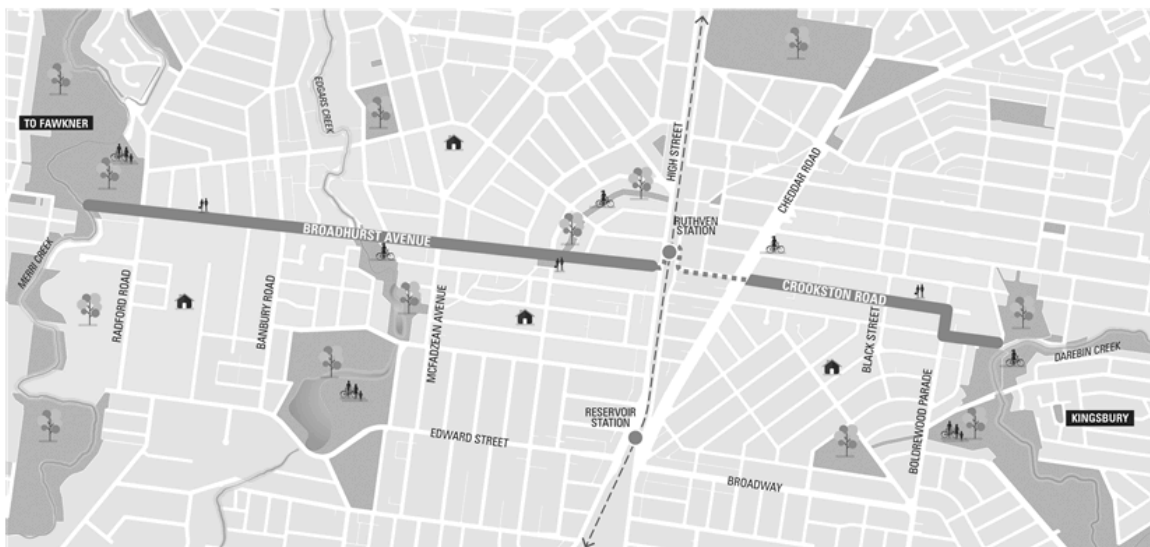 TO FAWKNER
EDGARS CREEK
HIGH STREET
CHEDDAR ROAD
RUTHVEN
STATION
BROADHURST AVENUE
MERRI CREEK
RADFORD ROAD
BANBURY ROAD
MCFADZEAN AVENUE
CROOKSTON ROAD
BLACK STREET
DAREBIN CREEK
BOLDREWOOD PARADE
KINGSBURY
RESERVOIR
STATION
EDWARD STREET
BROADWAY